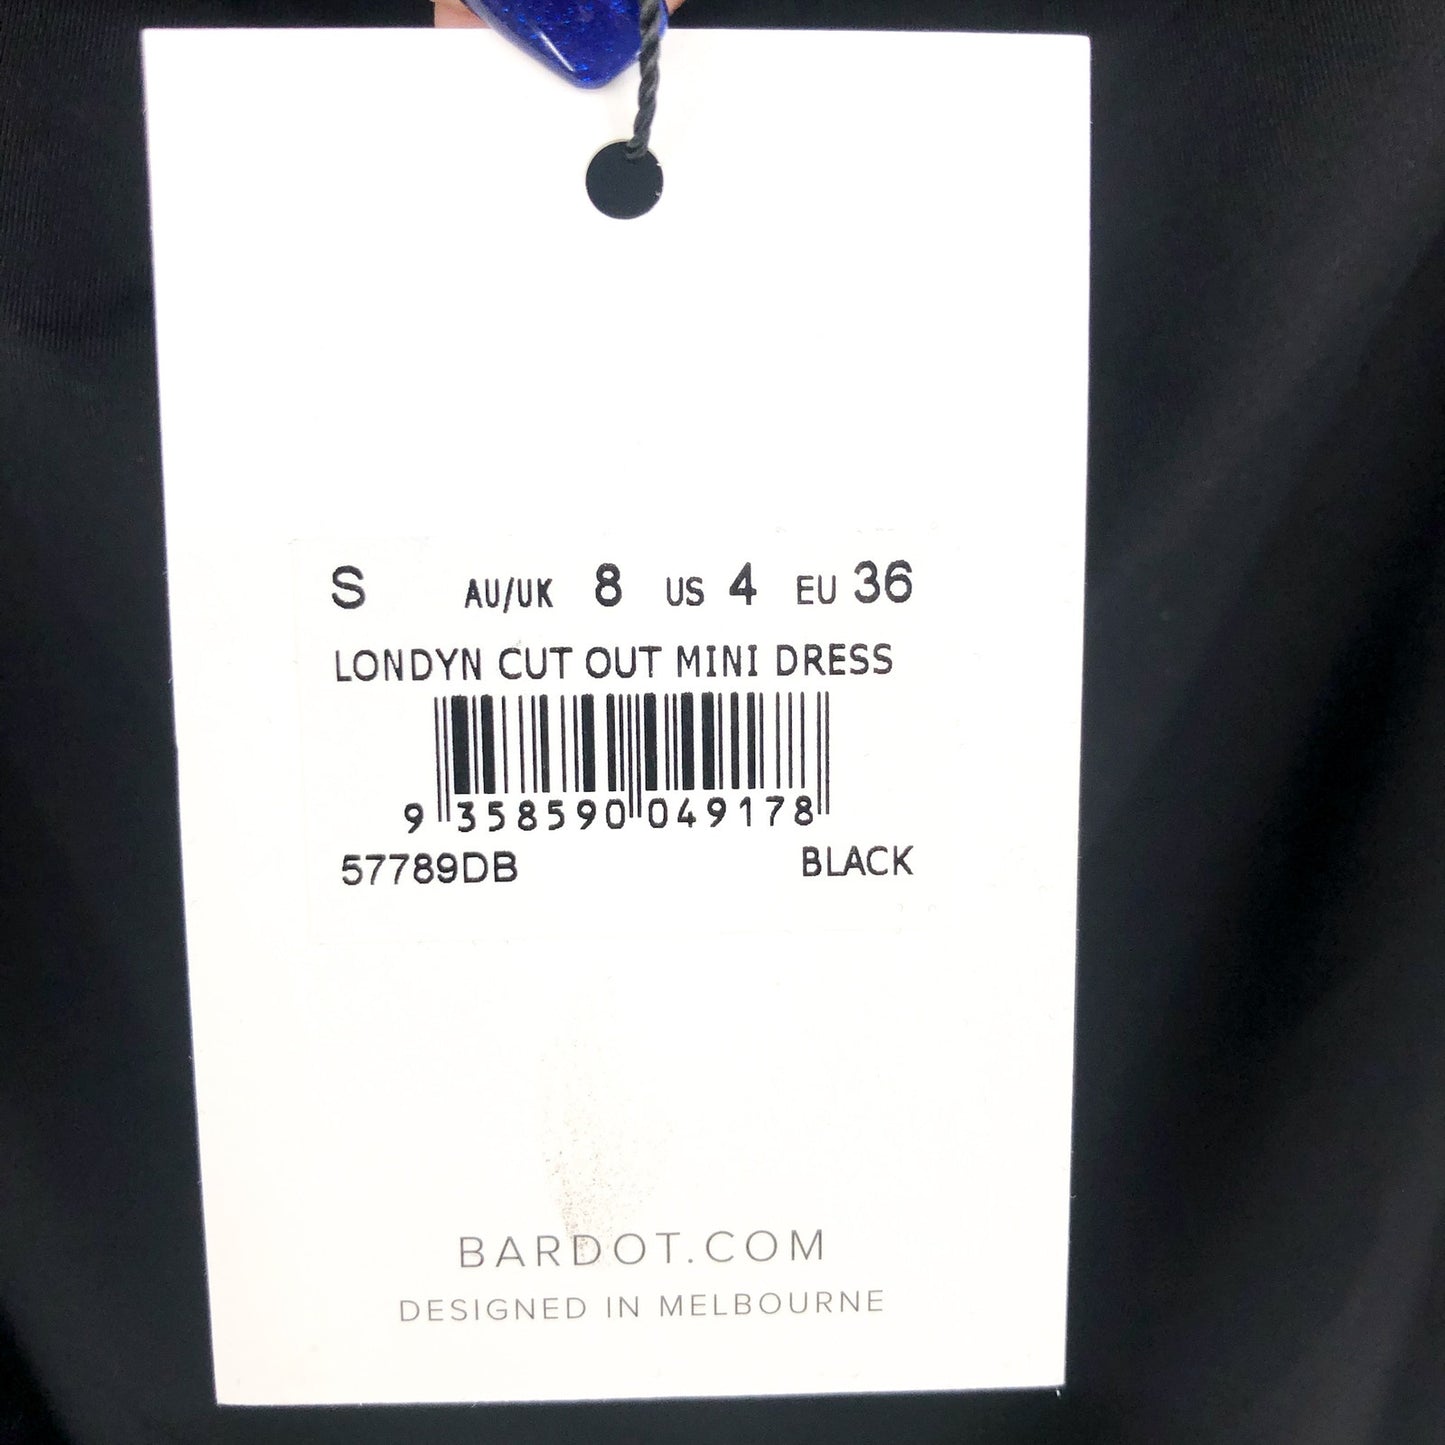 S AU/UK 8 US 4 EU 36
LONDYN CUT OUT MINI DRESS
9 358590 049178
57789DB BLACK
BARDOT.COM
DESIGNED IN MELBOURNE